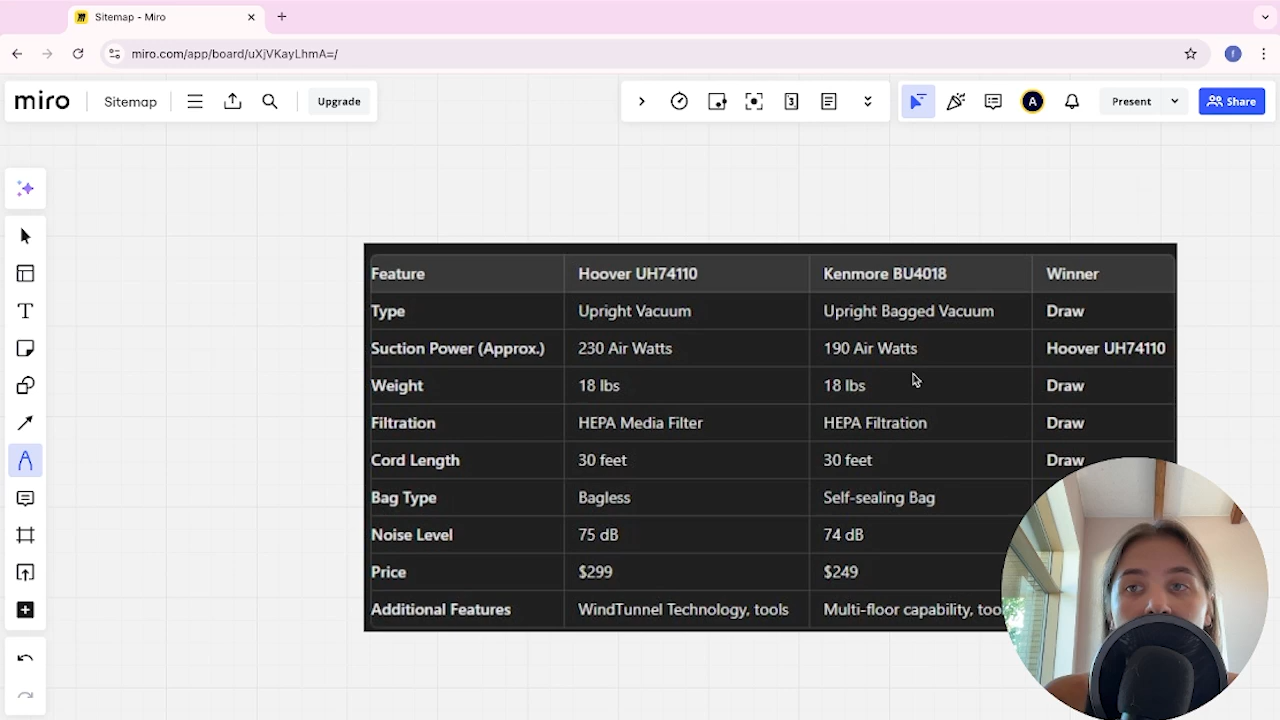 Sitemap - Miro
miro.com/app/board/uXjVKayLhmA=/
f
miro
Sitemap
Upgrade
3
A
Present
Share
T
Feature Hoover UH74110 Kenmore BU4018 Winner
Type Upright Vacuum Upright Bagged Vacuum Draw
Suction Power (Approx.) 230 Air Watts 190 Air Watts Hoover UH74110
Weight 18 lbs 18 lbs Draw
Filtration HEPA Media Filter HEPA Filtration Draw
Cord Length 30 feet 30 feet Draw
Bag Type Bagless Self-sealing Bag
Noise Level 75 dB 74 dB
Price $299 $249
Additional Features WindTunnel Technology, tools Multi-floor capability,